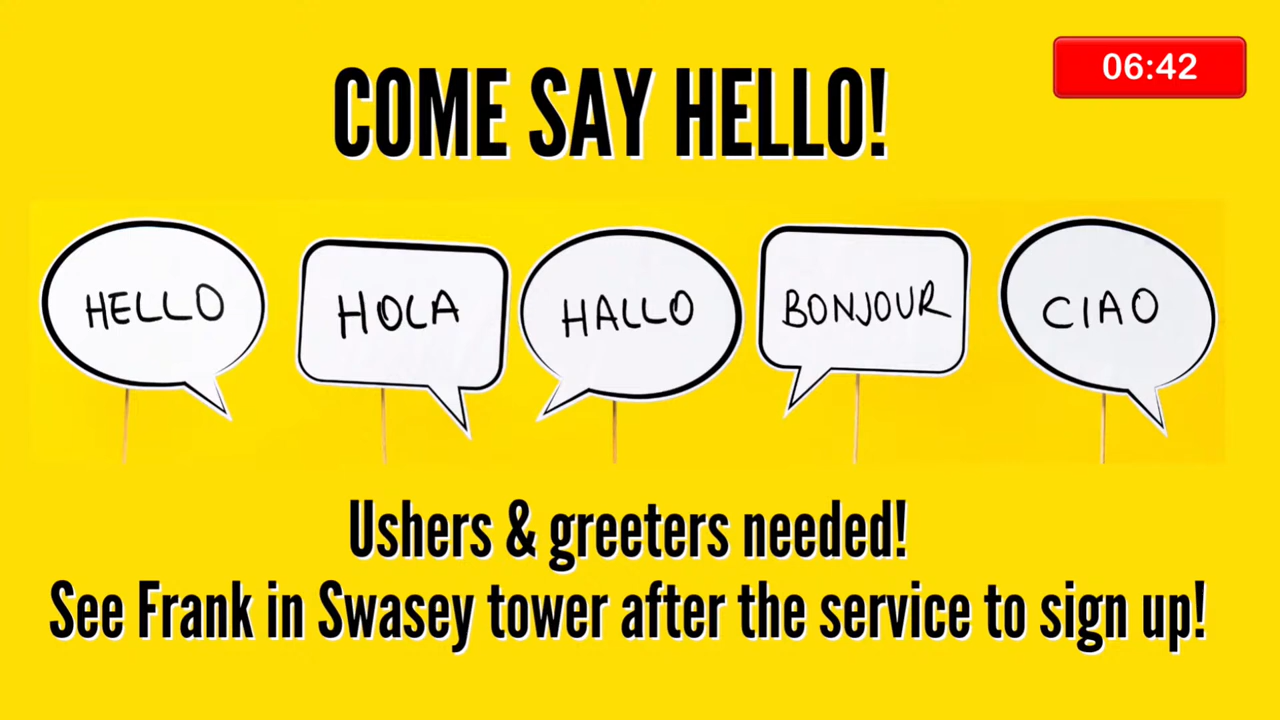 COME SAY HELLO!
06:42
HELLO
HOLA
HALLO
BONJOUR
CIAO
Ushers & greeters needed!
See Frank in Swasey tower after the service to sign up!